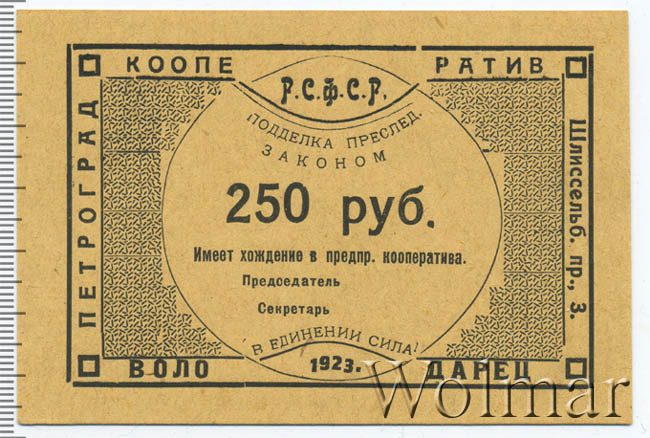 КООПЕ РАТИВ
Р.С.Ф.С.Р.
ПОДДЕЛКА ПРЕСЛЕД.
ЗАКОНОМ
ПЕТРОГРАД
250 руб.
Шлиссельб. пр., 3.
Имеет хождение в предпр. кооператива.
Председатель
Секретарь
В ЕДИНЕНИИ СИЛА!
1923.
ВОЛО ДАРЕЦ
Wolmar